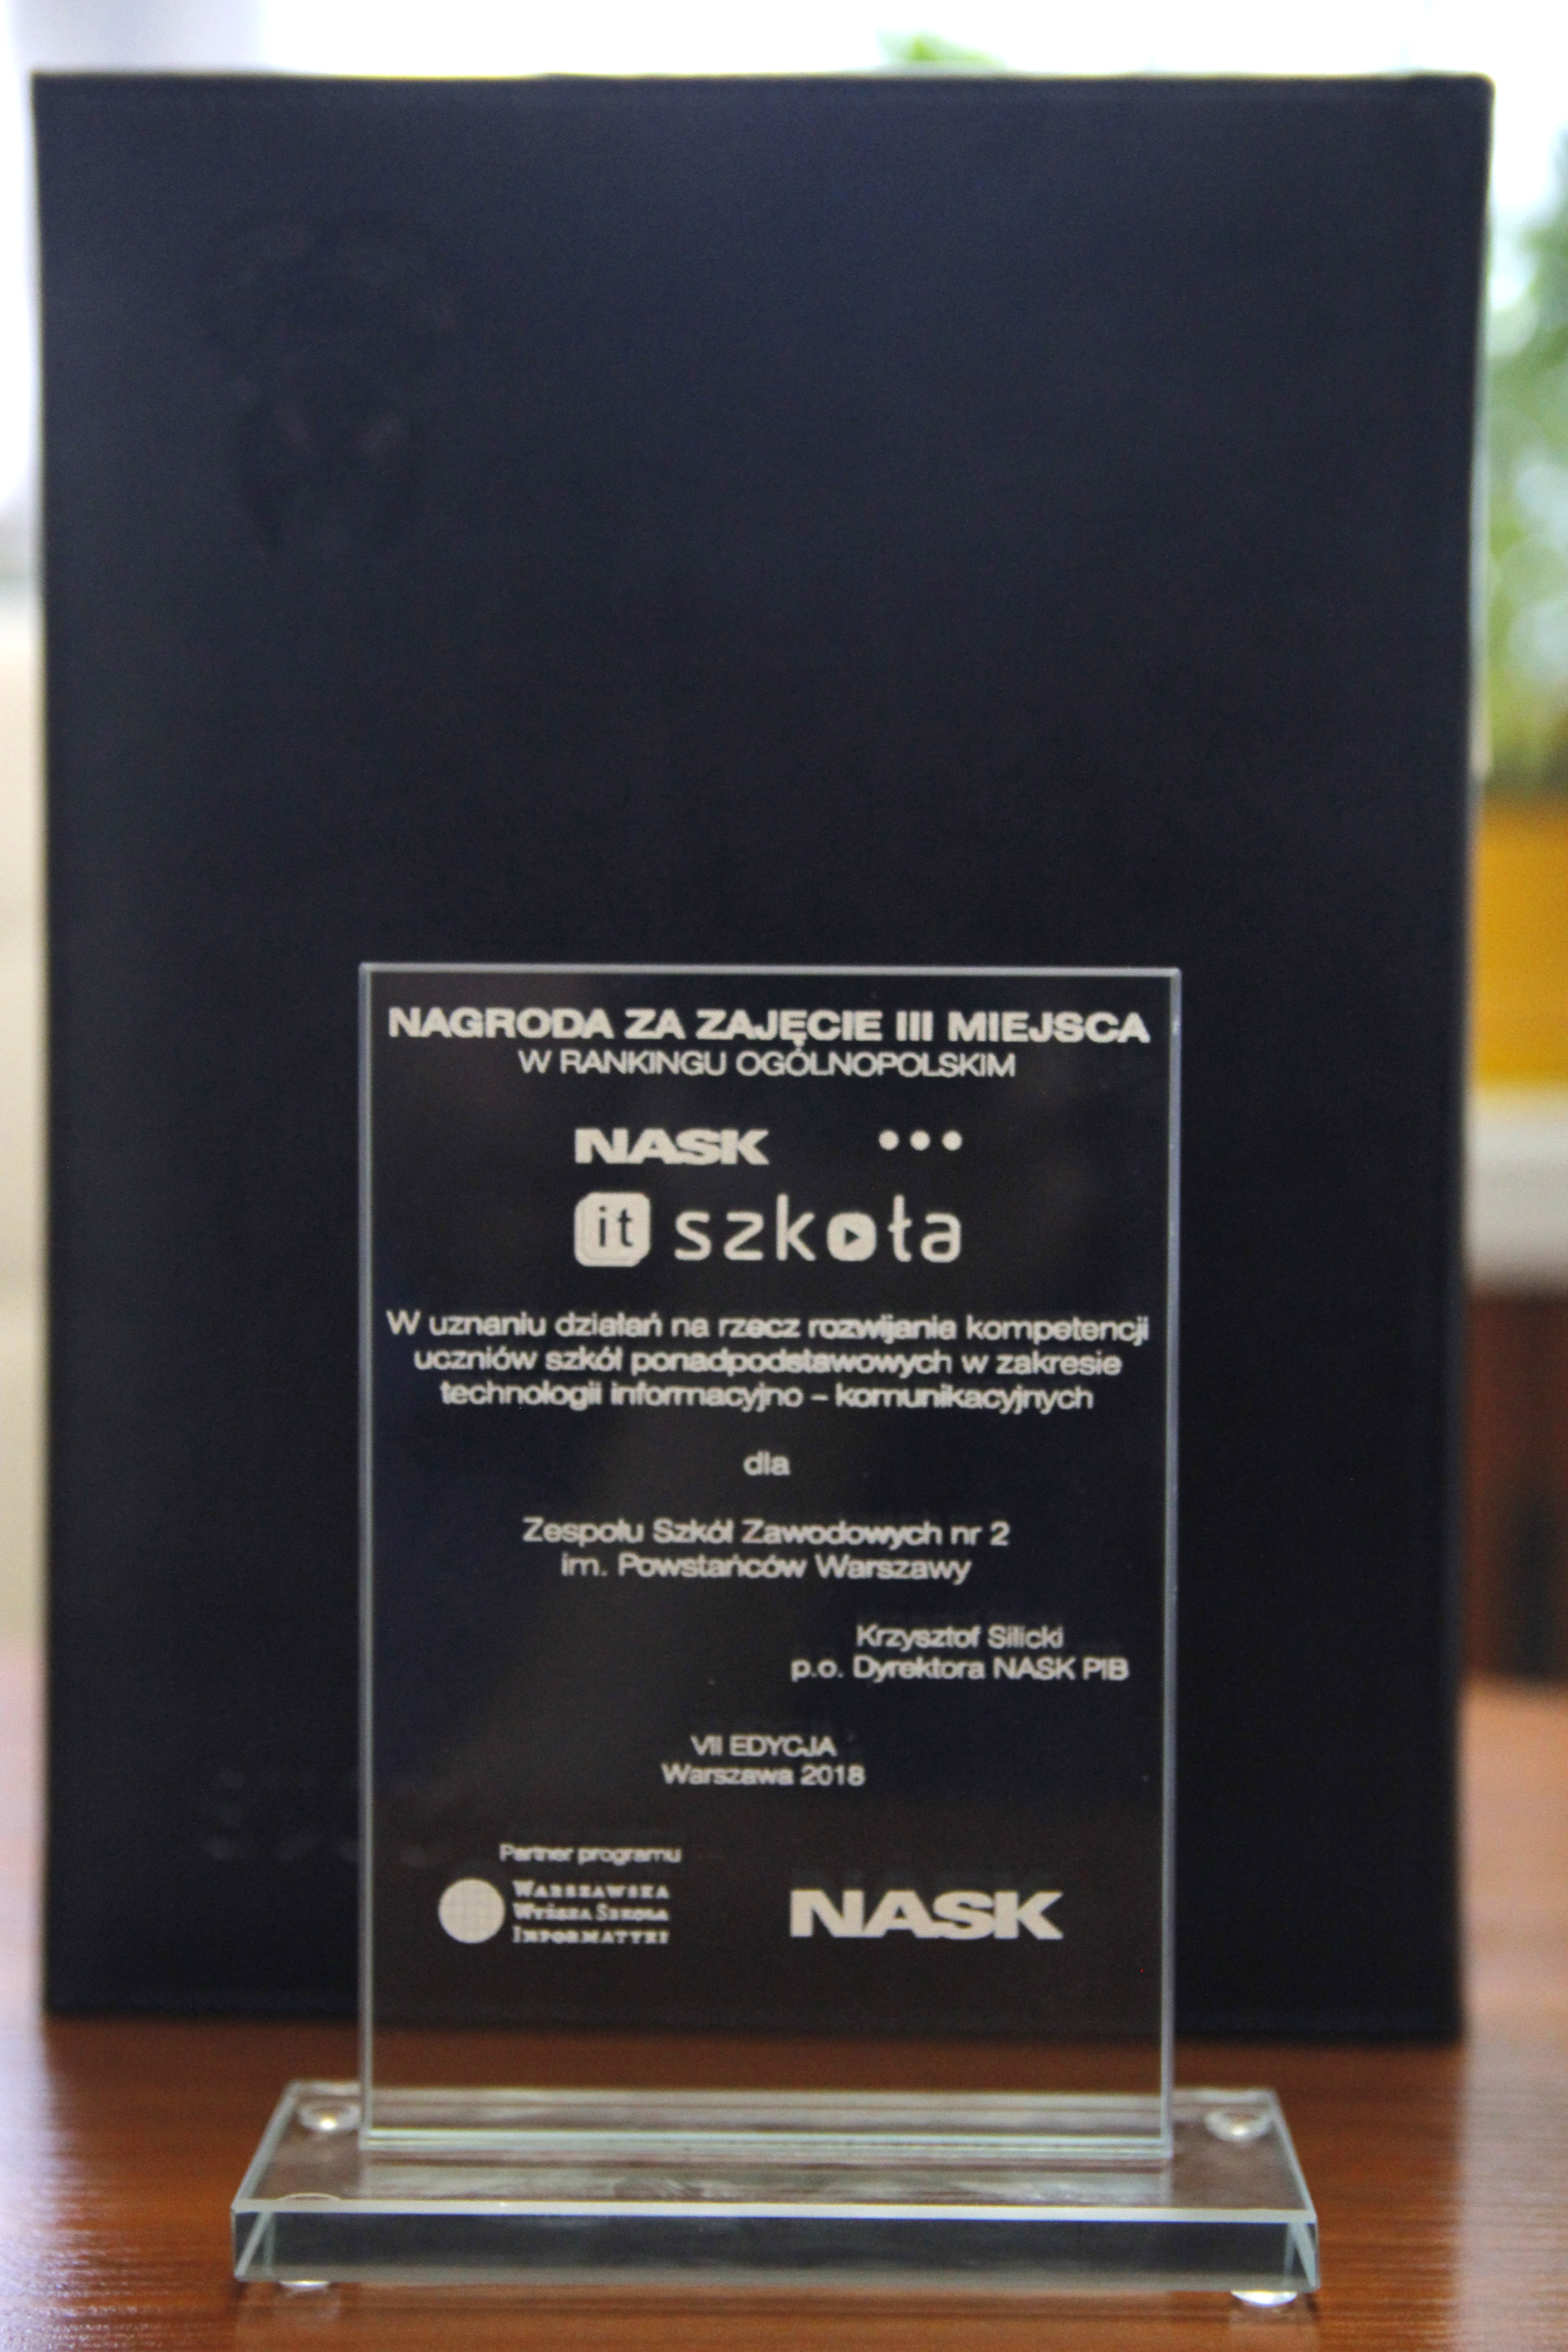 NAGRODA ZA ZAJĘCIE III MIEJSCA
W RANKINGU OGÓLNOPOLSKIM
NASK
it szkoła
W uznaniu działań na rzecz rozwijania kompetencji
uczniów szkół ponadpodstawowych w zakresie
technologii informacyjno – komunikacyjnych
dla
Zespołu Szkół Zawodowych nr 2
im. Powstańców Warszawy
Krzysztof Silicki
p.o. Dyrektora NASK PIB
VII EDYCJA
Warszawa 2018
Partner programu
WARSZAWSKA
WYŻSZA SZKOŁA
INFORMATYKI
NASK